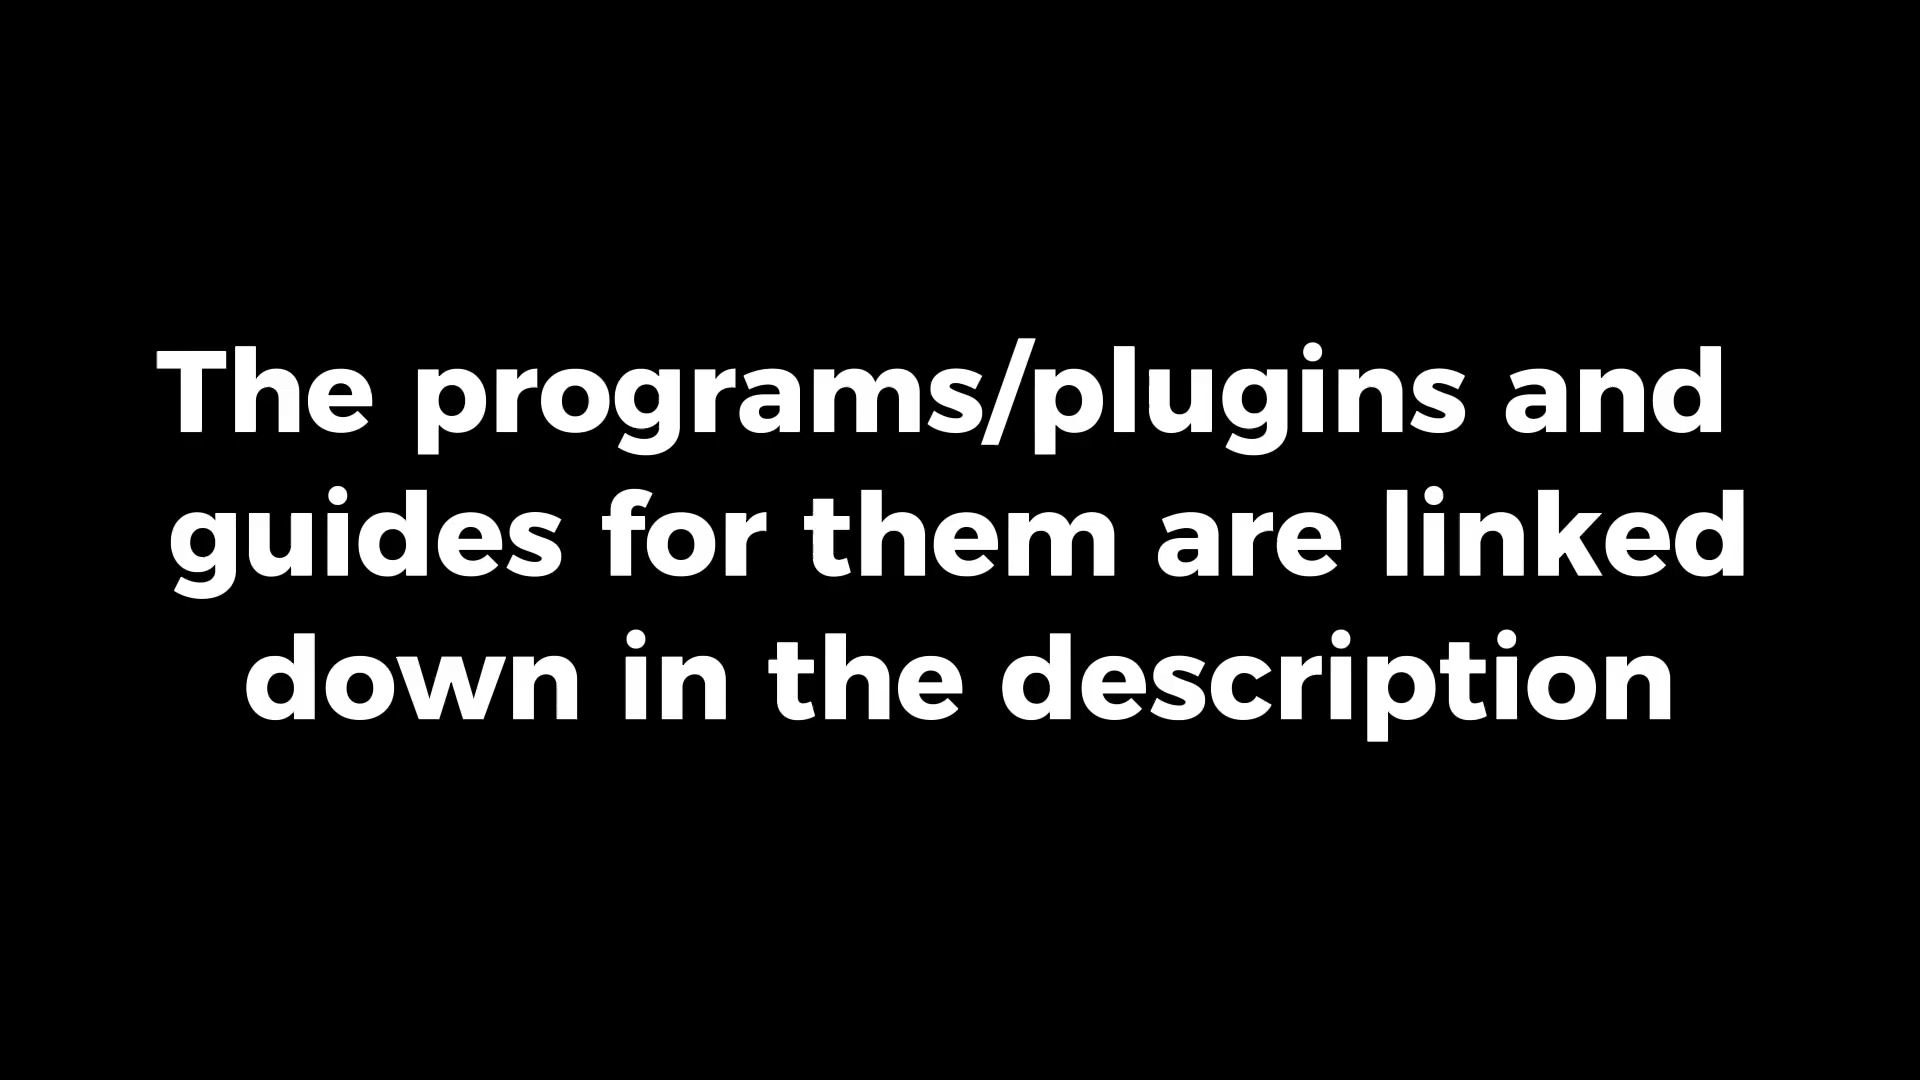 The programs/plugins and
guides for them are linked
down in the description